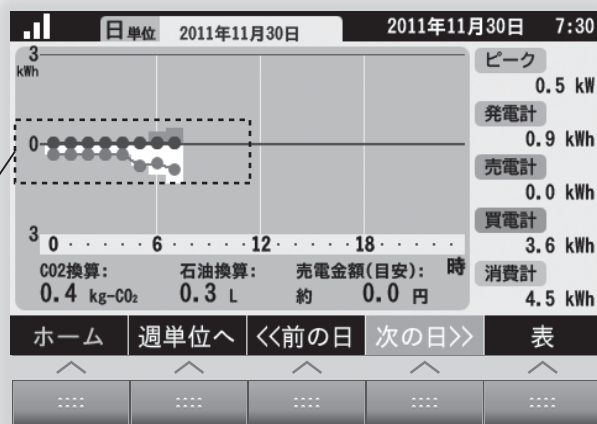 日単位 2011年11月30日 2011年11月30日 7:30
3
kWh
0
3
0 6 12 18 時
CO2換算: 石油換算: 売電金額(目安):
0.4 kg-CO₂ 0.3 L 約 0.0 円
ピーク
0.5 kW
発電計
0.9 kWh
売電計
0.0 kWh
買電計
3.6 kWh
消費計
4.5 kWh
ホーム 週単位へ <<前の日 次の日>> 表